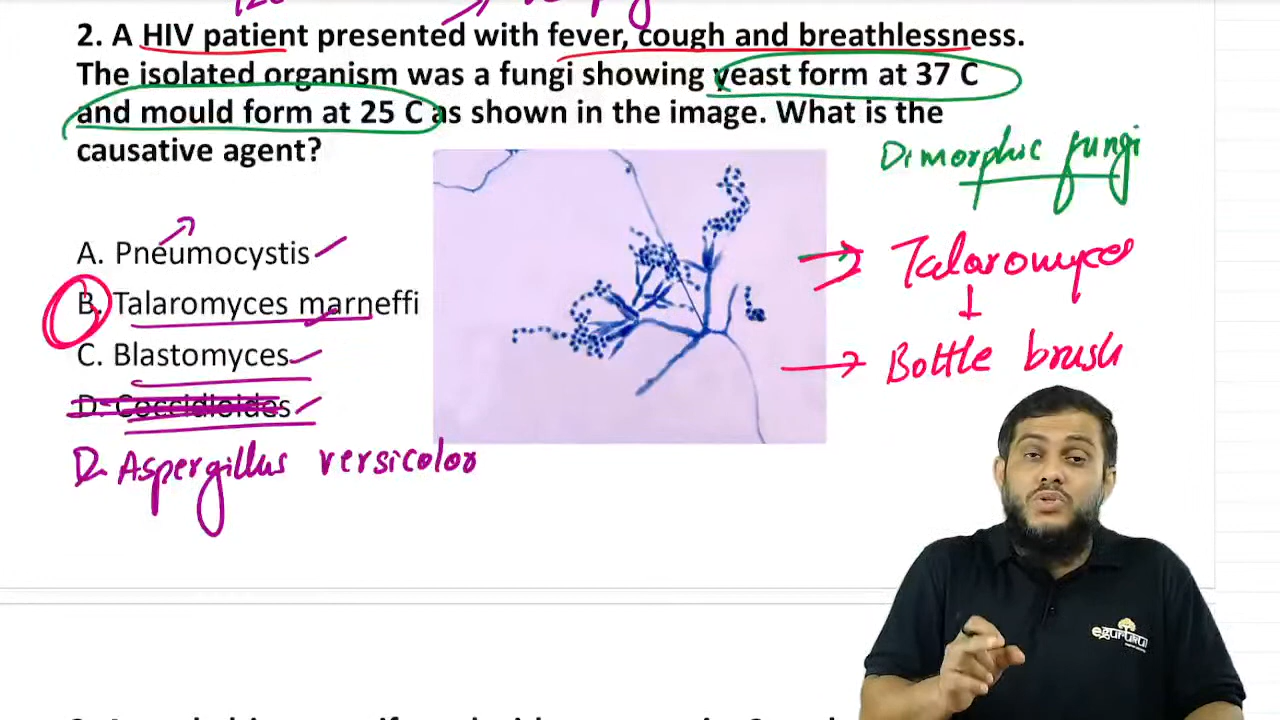 2. A HIV patient presented with fever, cough and breathlessness.
The isolated organism was a fungi showing yeast form at 37 C
and mould form at 25 C as shown in the image. What is the
causative agent?
Dimorphic fungi
A. Pneumocystis
B. Talaromyces marneffi
C. Blastomyces
D. Coccidioides
D. Aspergillus versicolor
Talaromyces
Bottle brush
egurukul